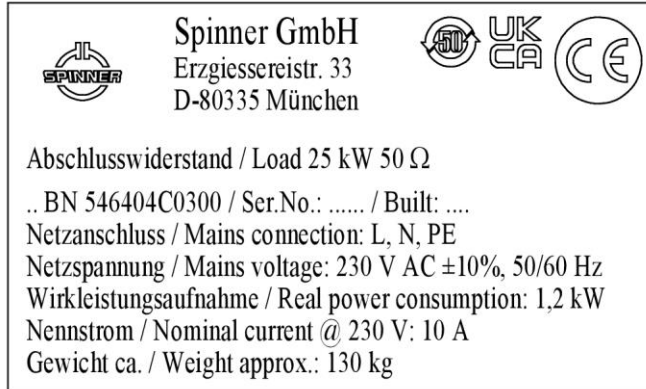 Spinner GmbH
Erzgiessereistr. 33
D-80335 München
SPINNER
50
UK
CA
CE
Abschlusswiderstand / Load 25 kW 50 Ω
.. BN 546404C0300 / Ser.No.: ...... / Built: ....
Netzanschluss / Mains connection: L, N, PE
Netzspannung / Mains voltage: 230 V AC ±10%, 50/60 Hz
Wirkleistungsaufnahme / Real power consumption: 1,2 kW
Nennstrom / Nominal current @ 230 V: 10 A
Gewicht ca. / Weight approx.: 130 kg